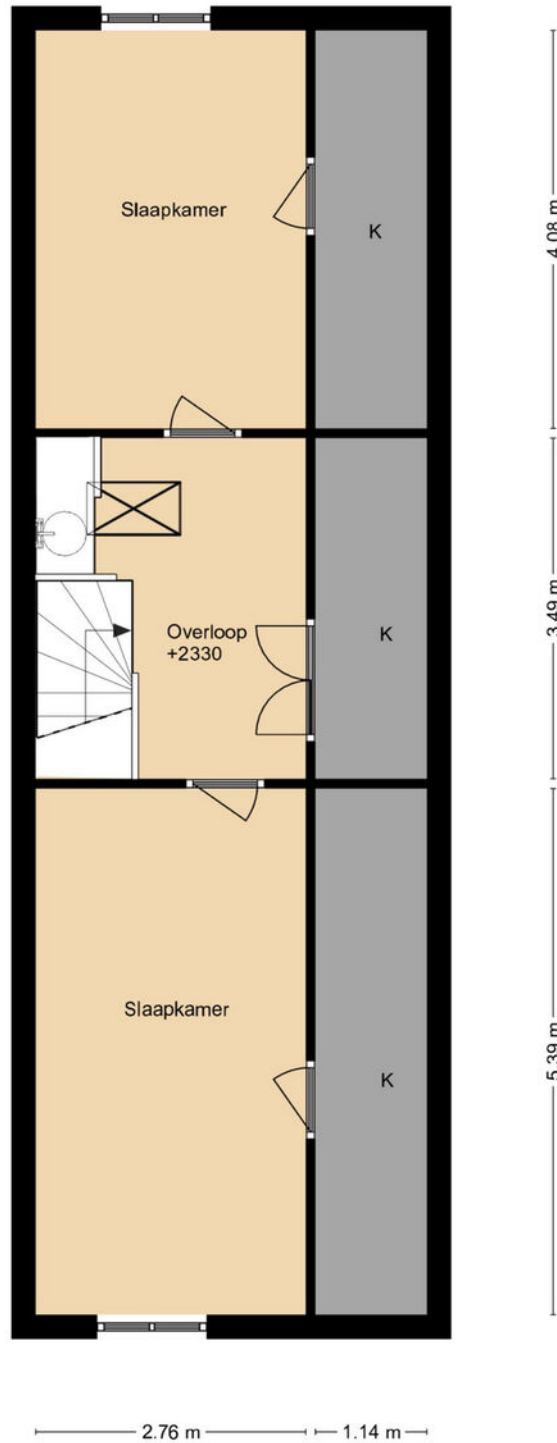 Slaapkamer
K
4.08 m
Overloop
+2330
K
3.49 m
Slaapkamer
K
5.39 m
2.76 m
1.14 m